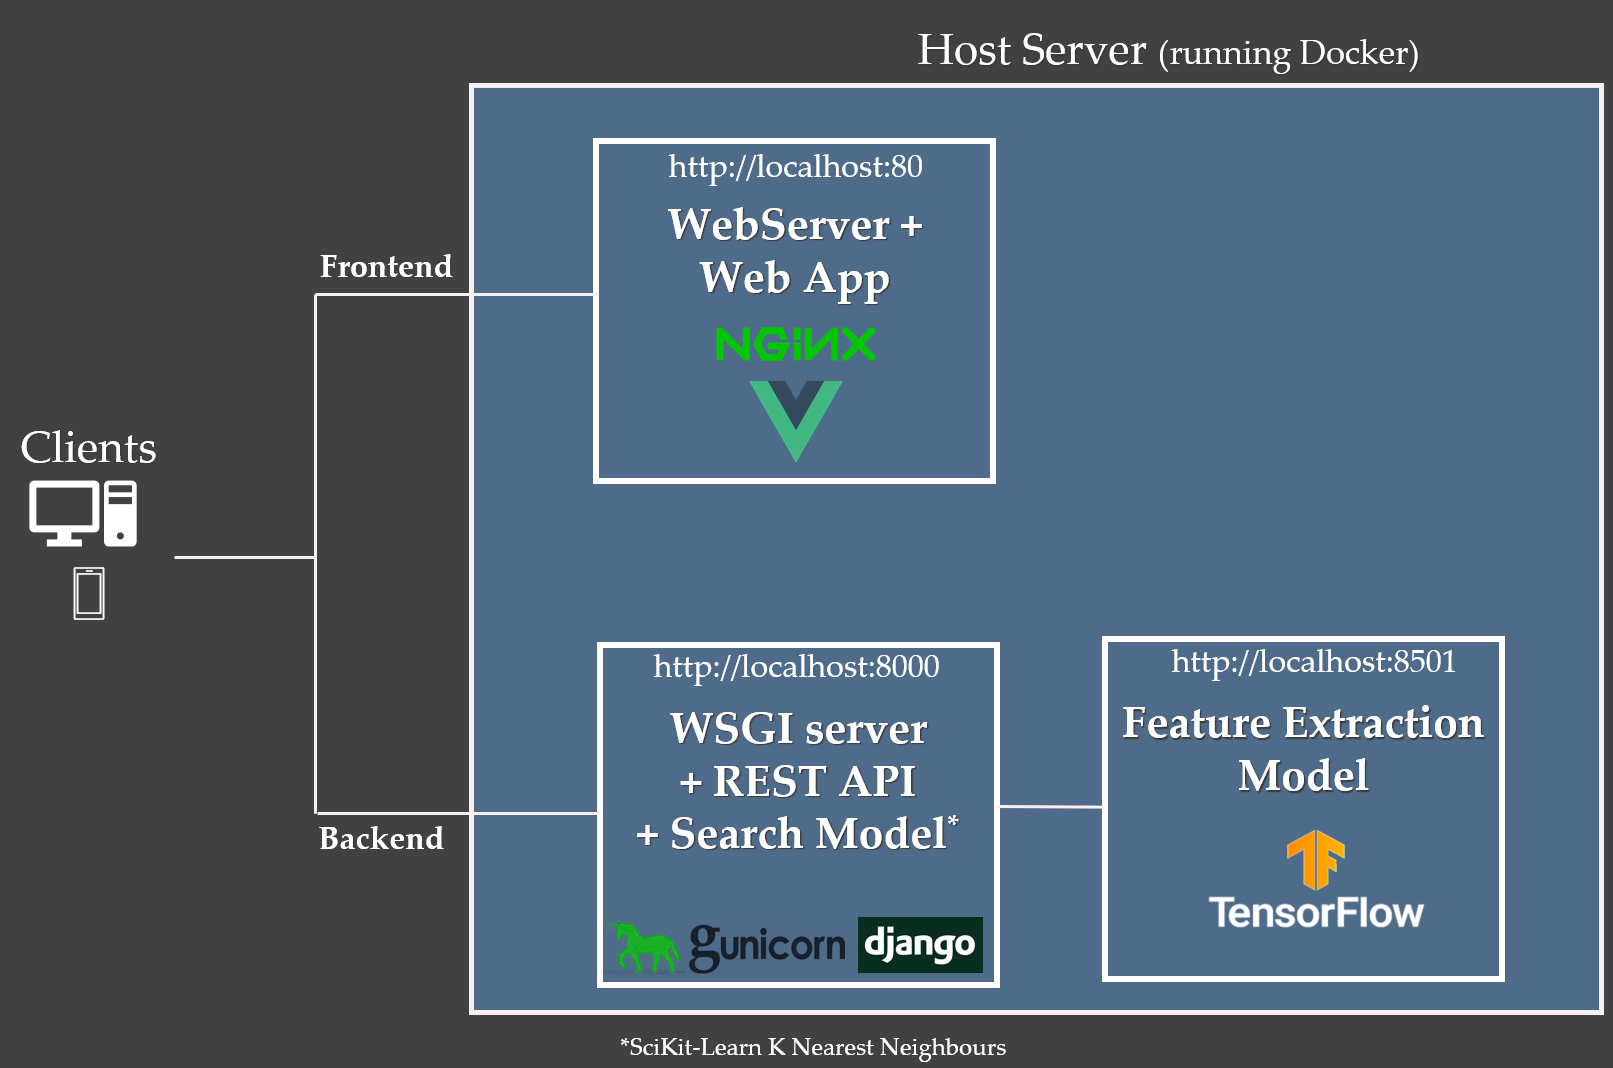 Host Server (running Docker)
http://localhost:80
WebServer +
Web App
NGINX
Frontend
Clients
http://localhost:8000
WSGI server
+ REST API
+ Search Model*
gunicorn
django
Backend
http://localhost:8501
Feature Extraction
Model
TensorFlow
*SciKit-Learn K Nearest Neighbours